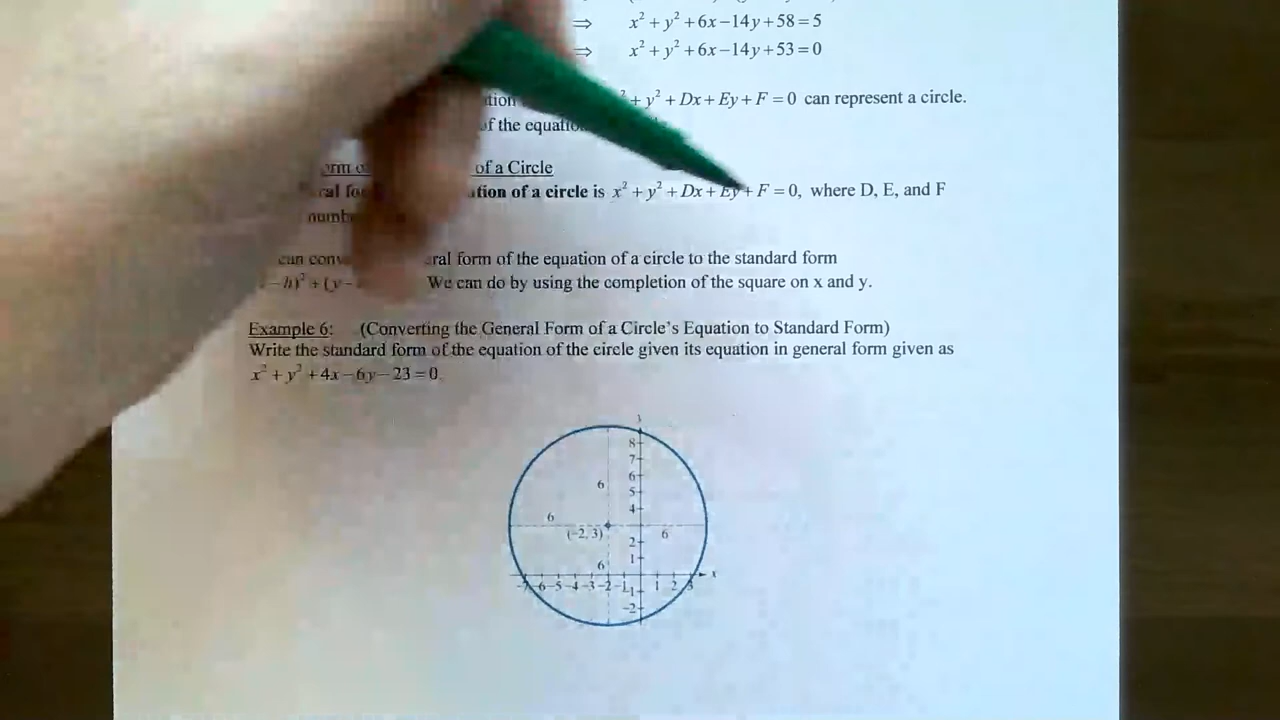 ⇒ x² + y² + 6x − 14y + 58 = 5
⇒ x² + y² + 6x − 14y + 53 = 0
+ y² + Dx + Ey + F = 0 can represent a circle.
of the
of a Circle
of a circle is x² + y² + Dx + Ey + F = 0, where D, E, and F
can form of the equation of a circle to the standard form
We can do by using the completion of the square on x and y.
Example 6: (Converting the General Form of a Circle's Equation to Standard Form)
Write the standard form of the equation of the circle given its equation in general form given as
x² + y² + 4x − 6y − 23 = 0
8
7
6
6
5
6
4
(−2, 3)
2
6
1
6
x
−7 −6 −5 −4 −3 −2 −1 1 2 3
−1
−2